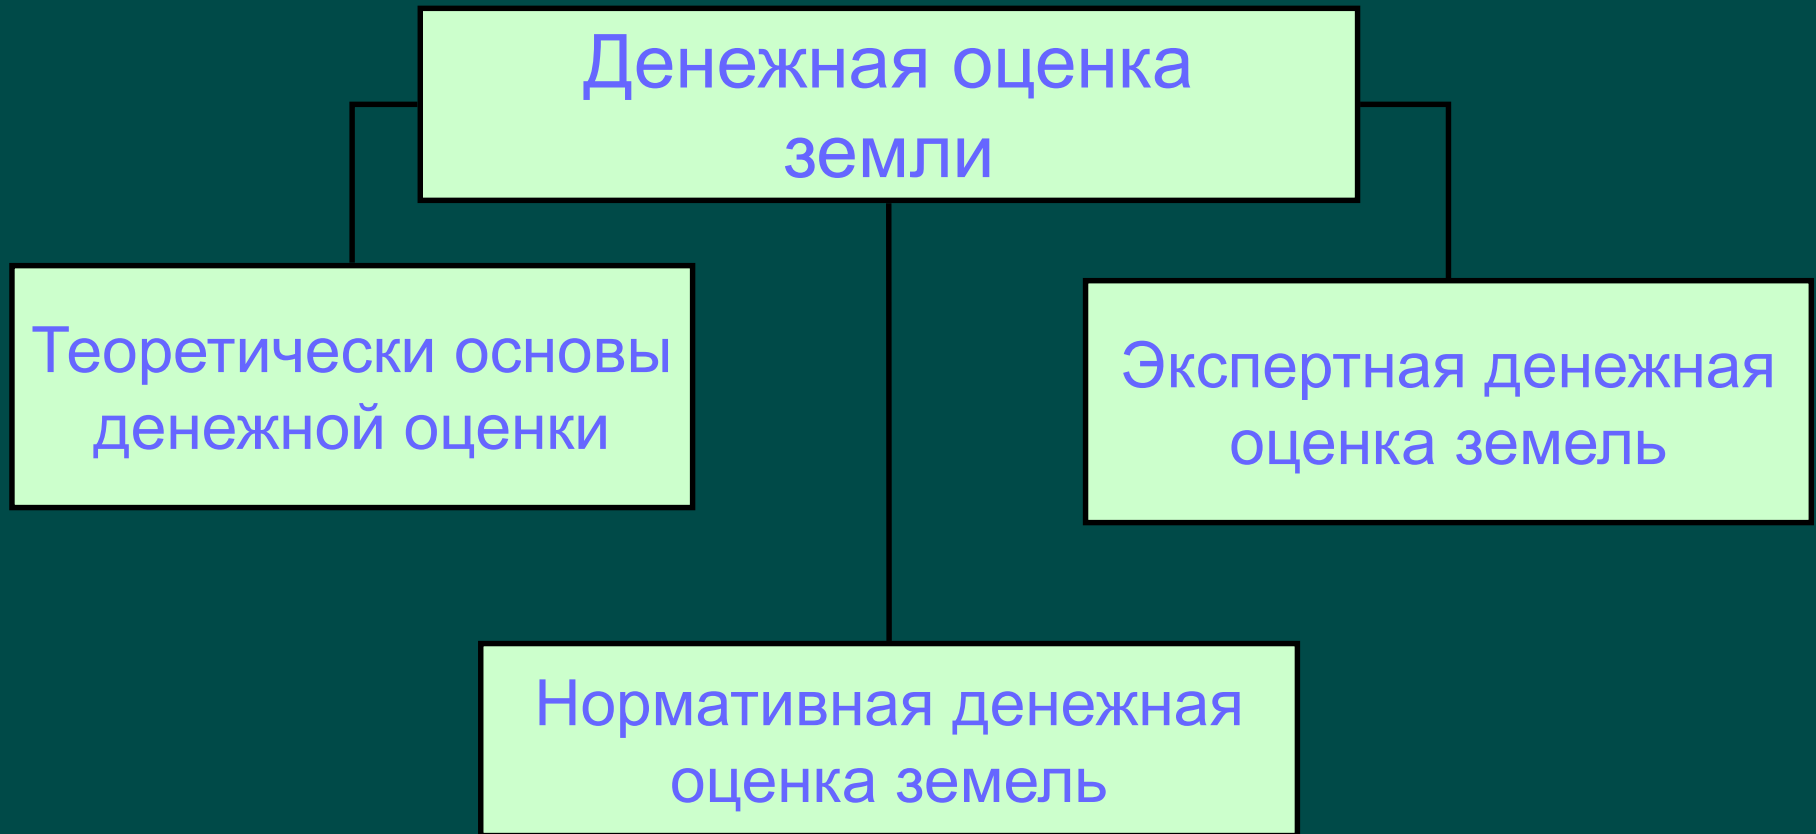 Денежная оценка
земли
Теоретически основы
денежной оценки
Экспертная денежная
оценка земель
Нормативная денежная
оценка земель